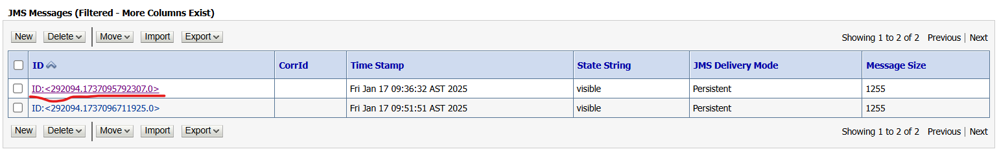 JMS Messages (Filtered - More Columns Exist)
New Delete Move Import Export Showing 1 to 2 of 2 Previous | Next
ID CorrId Time Stamp State String JMS Delivery Mode Message Size
ID:<292094.1737095792307.0> Fri Jan 17 09:36:32 AST 2025 visible Persistent 1255
ID:<292094.1737096711925.0> Fri Jan 17 09:51:51 AST 2025 visible Persistent 1255
New Delete Move Import Export Showing 1 to 2 of 2 Previous | Next